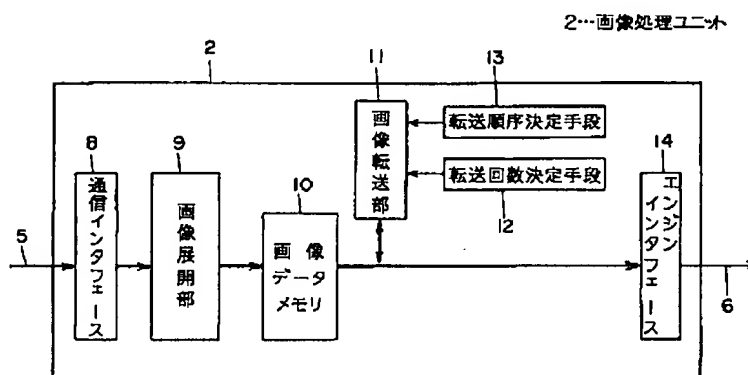 2…画像処理ユニット
2
11
13
画像転送部
転送順序決定手段
転送回数決定手段
12
8
通信インタフェース
9
画像展開部
10
画像データメモリ
14
エンジンインタフェース
5
6